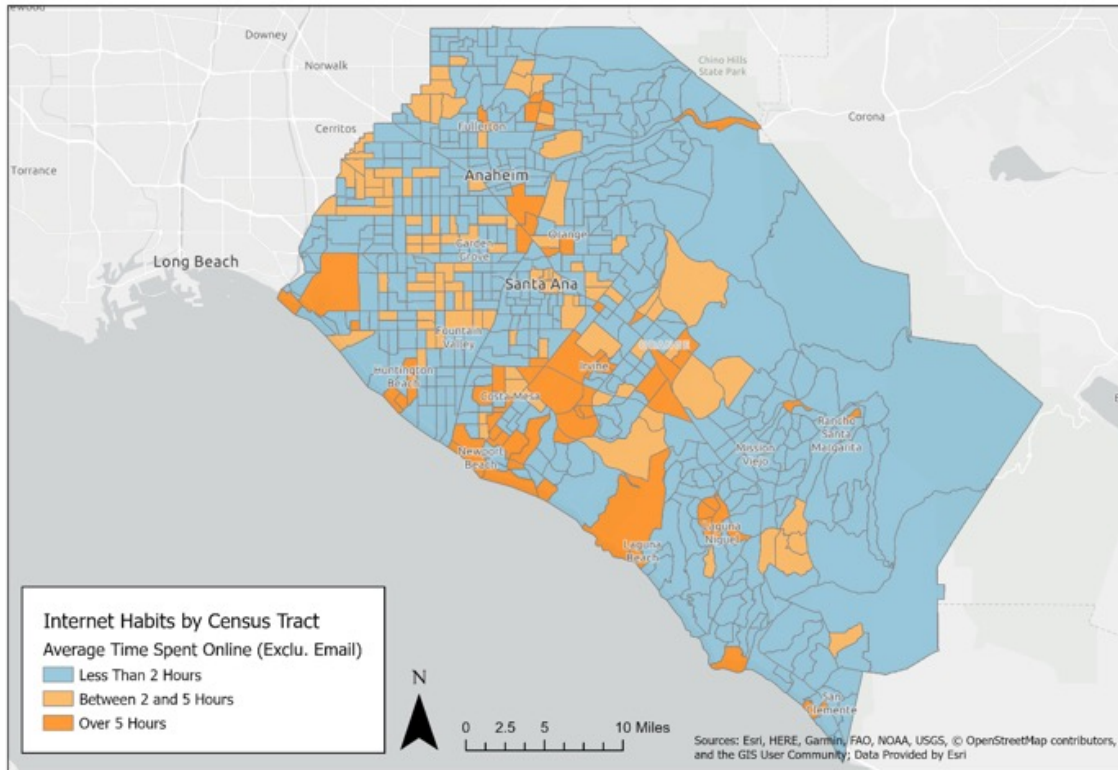 Downey
Norwalk
Chino Hills
State Park
Corona
Cerritos
Fullerton
Torrance
Anaheim
Orange
Garden
Grove
Long Beach
Santa Ana
Fountain
Valley
Irvine
Huntington
Beach
Costa Mesa
Rancho
Santa
Margarita
Mission
Viejo
Newport
Beach
Laguna
Niguel
Laguna
Beach
San
Clemente
Internet Habits by Census Tract
Average Time Spent Online (Exclu. Email)
Less Than 2 Hours
Between 2 and 5 Hours
Over 5 Hours
N
0 2.5 5 10 Miles
Sources: Esri, HERE, Garmin, FAO, NOAA, USGS, © OpenStreetMap contributors,
and the GIS User Community; Data Provided by Esri